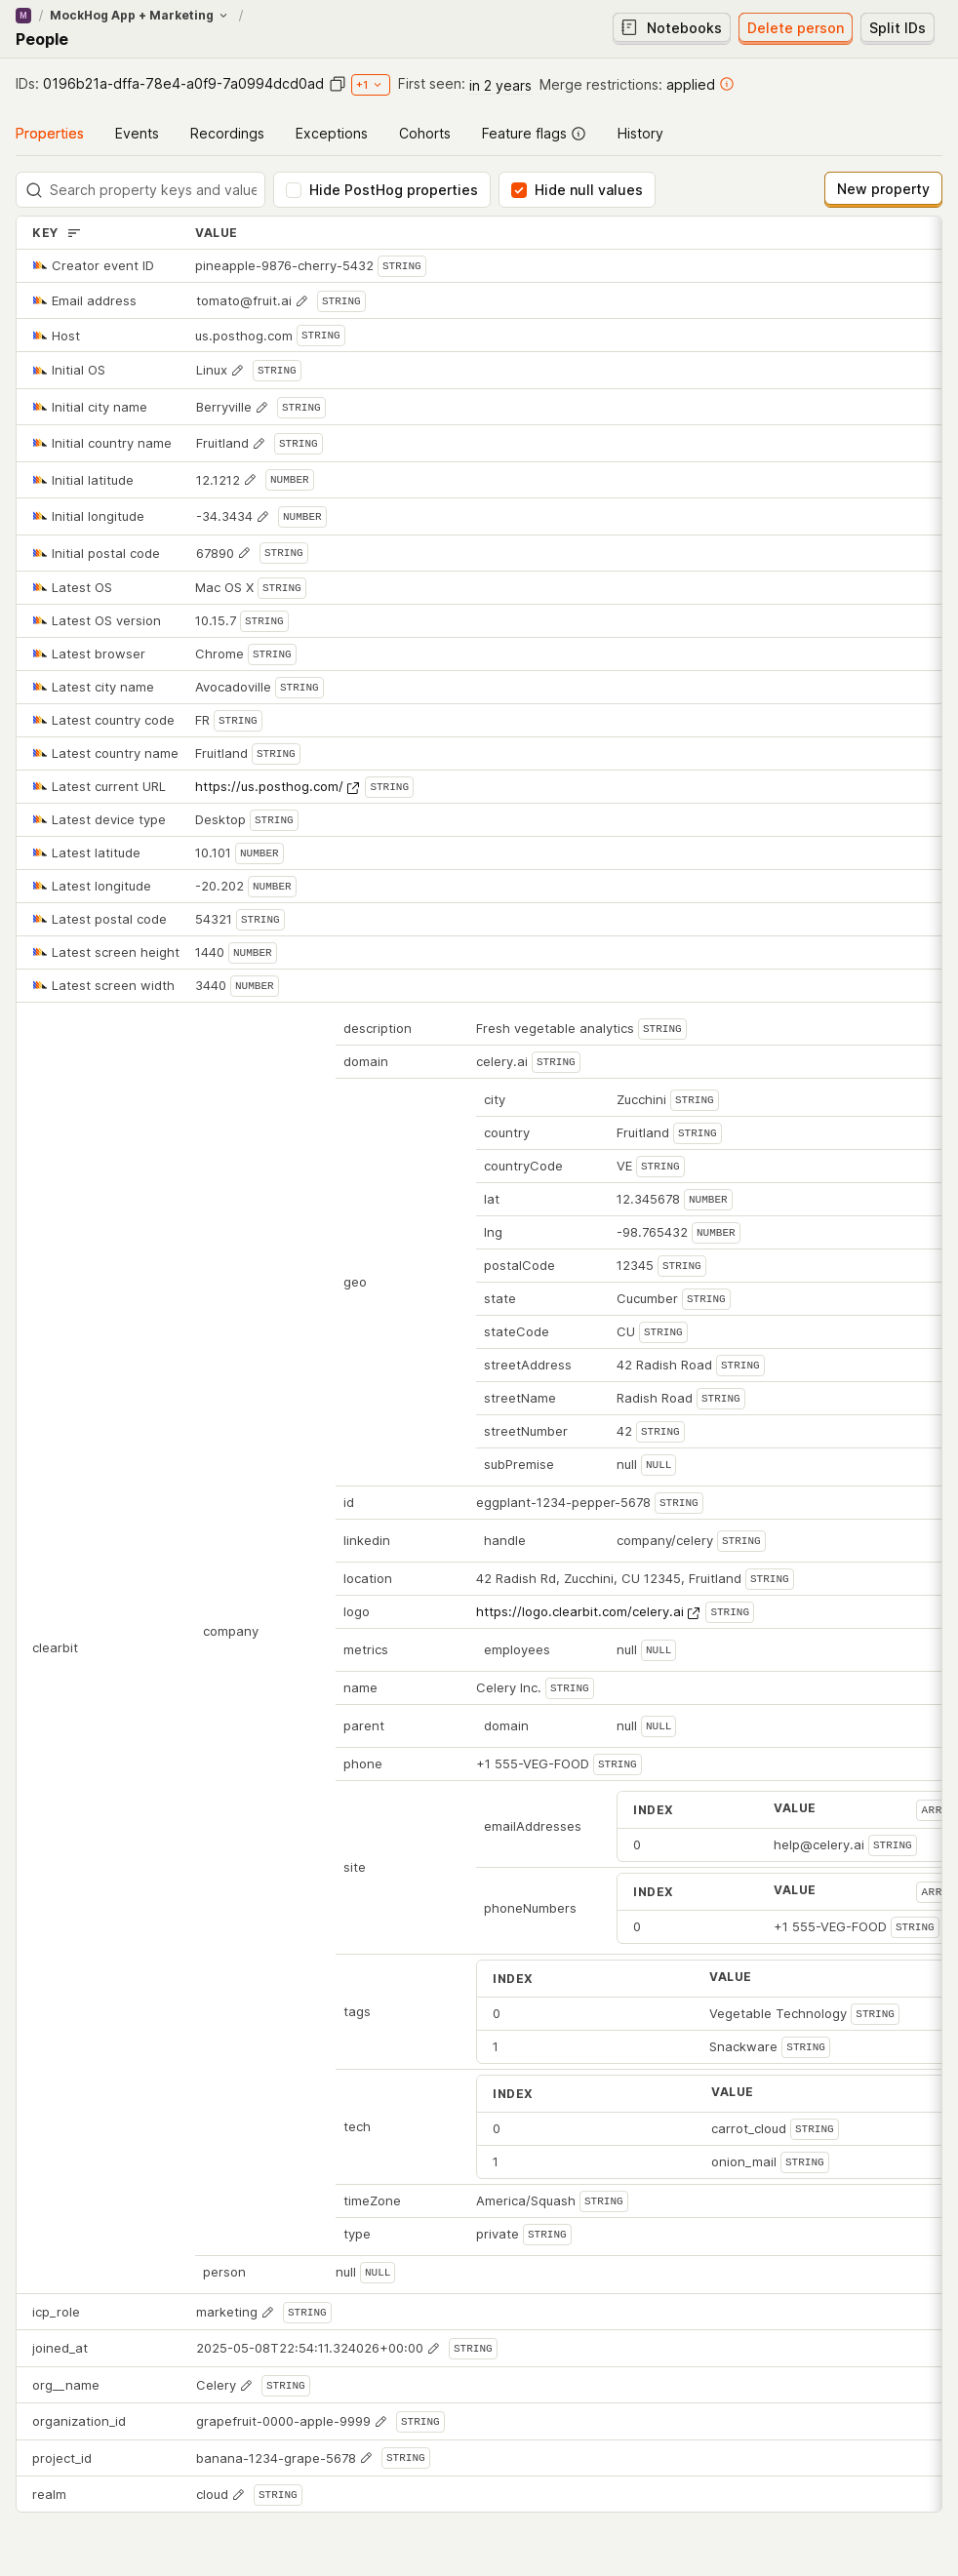 M / MockHog App + Marketing /
People
Notebooks Delete person Split IDs
IDs: 0196b21a-dffa-78e4-a0f9-7a0994dcd0ad +1 First seen: in 2 years Merge restrictions: applied
Properties Events Recordings Exceptions Cohorts Feature flags History
Search property keys and value Hide PostHog properties Hide null values New property
KEY VALUE
Creator event ID pineapple-9876-cherry-5432 STRING
Email address tomato@fruit.ai STRING
Host us.posthog.com STRING
Initial OS Linux STRING
Initial city name Berryville STRING
Initial country name Fruitland STRING
Initial latitude 12.1212 NUMBER
Initial longitude -34.3434 NUMBER
Initial postal code 67890 STRING
Latest OS Mac OS X STRING
Latest OS version 10.15.7 STRING
Latest browser Chrome STRING
Latest city name Avocadoville STRING
Latest country code FR STRING
Latest country name Fruitland STRING
Latest current URL https://us.posthog.com/ STRING
Latest device type Desktop STRING
Latest latitude 10.101 NUMBER
Latest longitude -20.202 NUMBER
Latest postal code 54321 STRING
Latest screen height 1440 NUMBER
Latest screen width 3440 NUMBER
description Fresh vegetable analytics STRING
domain celery.ai STRING
city Zucchini STRING
country Fruitland STRING
countryCode VE STRING
lat 12.345678 NUMBER
lng -98.765432 NUMBER
postalCode 12345 STRING
geo
state Cucumber STRING
stateCode CU STRING
streetAddress 42 Radish Road STRING
streetName Radish Road STRING
streetNumber 42 STRING
subPremise null NULL
id eggplant-1234-pepper-5678 STRING
linkedin handle company/celery STRING
location 42 Radish Rd, Zucchini, CU 12345, Fruitland STRING
logo https://logo.clearbit.com/celery.ai STRING
company
clearbit
metrics employees null NULL
name Celery Inc. STRING
parent domain null NULL
phone +1 555-VEG-FOOD STRING
INDEX VALUE ARR
emailAddresses
0 help@celery.ai STRING
site
INDEX VALUE ARR
phoneNumbers
0 +1 555-VEG-FOOD STRING
INDEX VALUE
tags
0 Vegetable Technology STRING
1 Snackware STRING
INDEX VALUE
tech
0 carrot_cloud STRING
1 onion_mail STRING
timeZone America/Squash STRING
type private STRING
person null NULL
icp_role marketing STRING
joined_at 2025-05-08T22:54:11.324026+00:00 STRING
org__name Celery STRING
organization_id grapefruit-0000-apple-9999 STRING
project_id banana-1234-grape-5678 STRING
realm cloud STRING